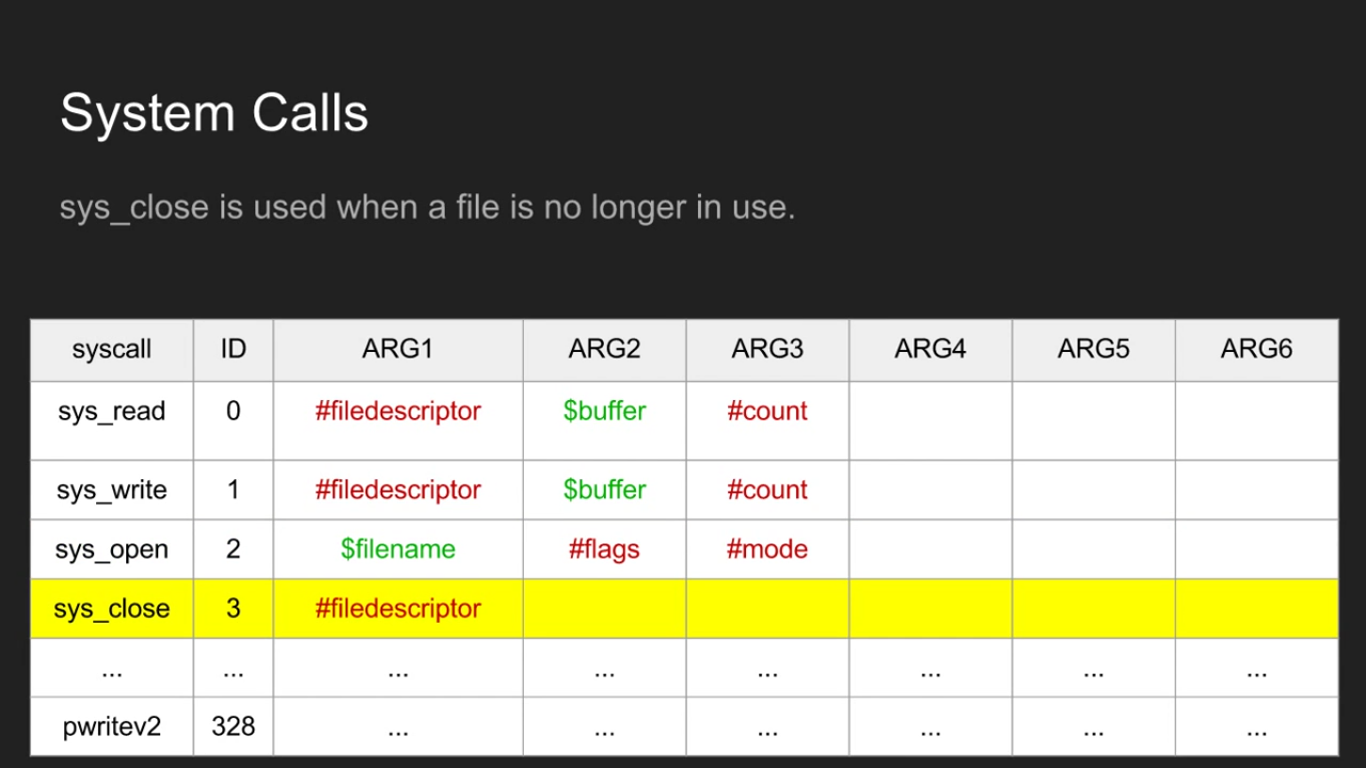 System Calls
sys_close is used when a file is no longer in use.
syscall ID ARG1 ARG2 ARG3 ARG4 ARG5 ARG6
sys_read 0 #filedescriptor $buffer #count
sys_write 1 #filedescriptor $buffer #count
sys_open 2 $filename #flags #mode
sys_close 3 #filedescriptor
... ... ... ... ... ... ... ...
pwritev2 328 ... ... ... ... ... ...